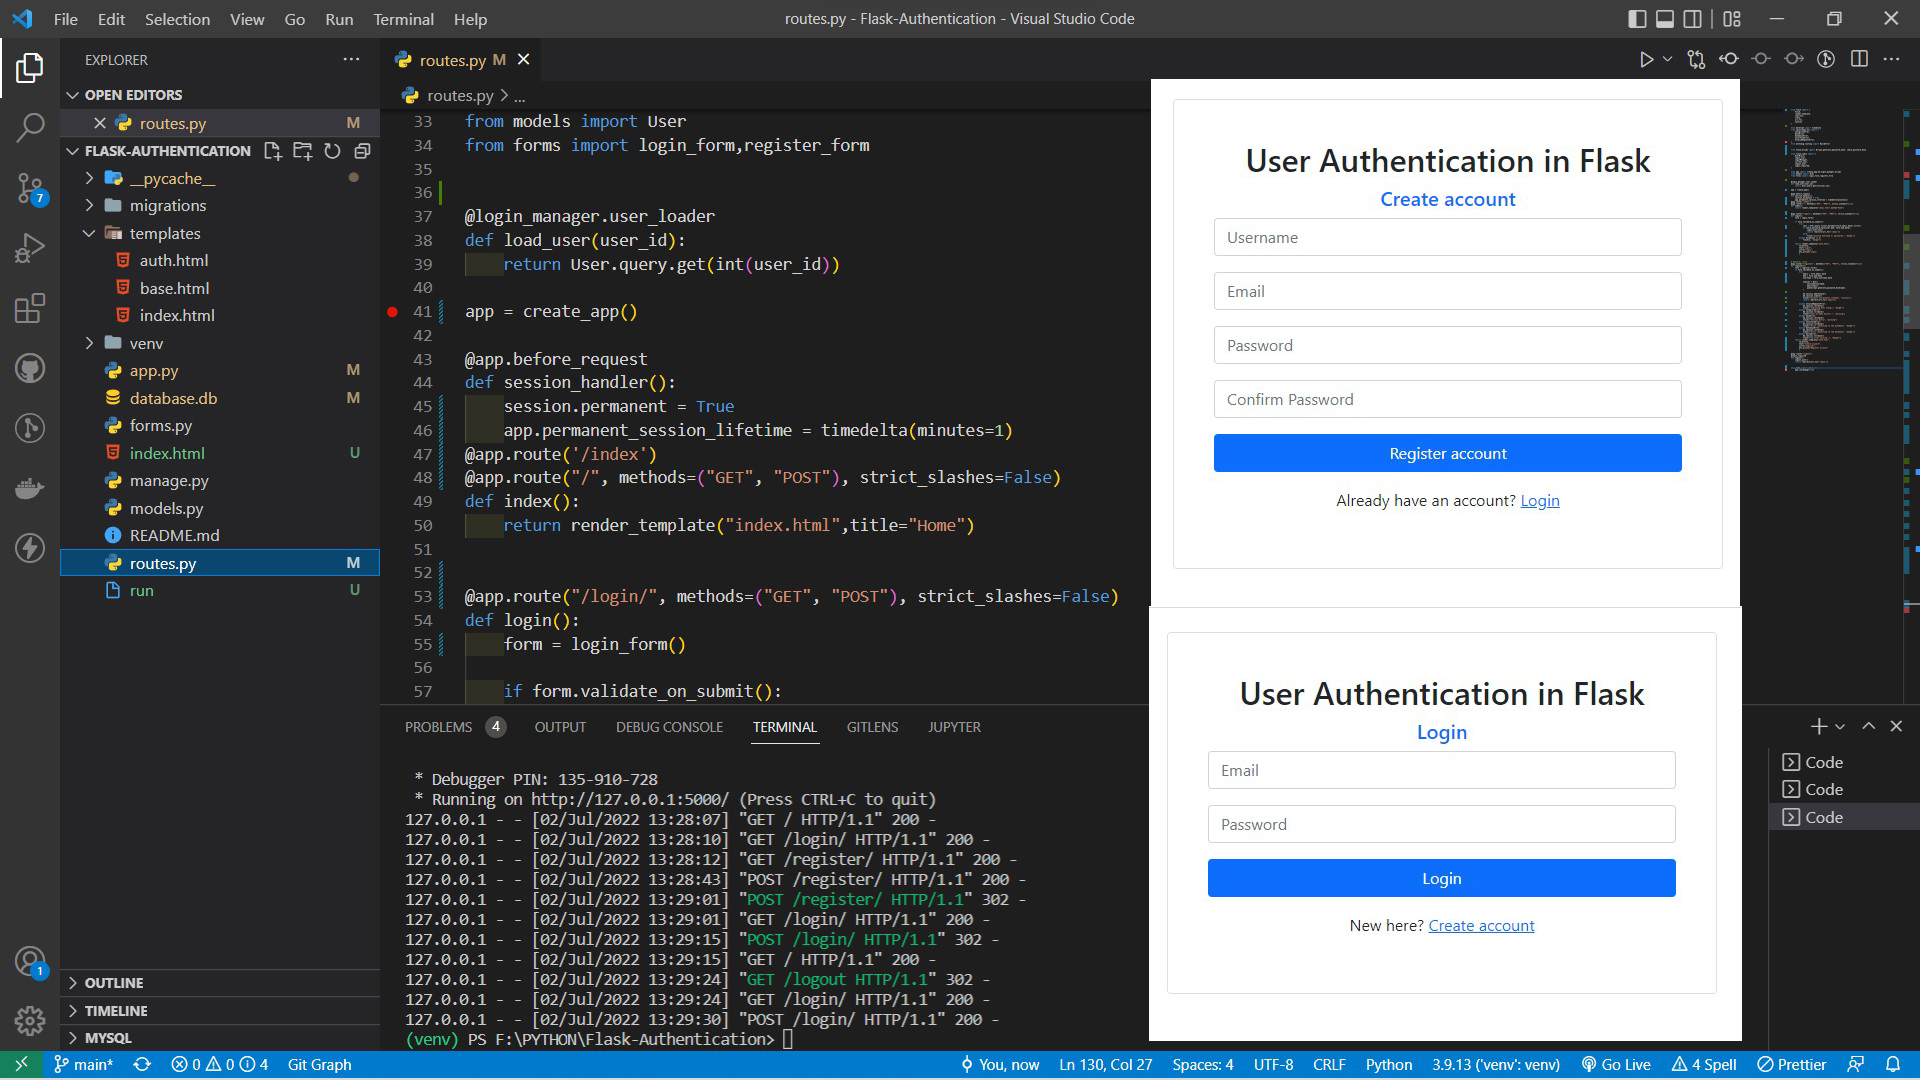 File Edit Selection View Go Run Terminal Help
routes.py - Flask-Authentication - Visual Studio Code
EXPLORER
OPEN EDITORS
routes.py M
FLASK-AUTHENTICATION
__pycache__
migrations
templates
auth.html
base.html
index.html
venv
app.py M
database.db M
forms.py
index.html U
manage.py
models.py
README.md
routes.py M
run U
OUTLINE
TIMELINE
MYSQL
7
1
routes.py M
routes.py > ...
33 from models import User
34 from forms import login_form,register_form
35
36
37 @login_manager.user_loader
38 def load_user(user_id):
39 return User.query.get(int(user_id))
40
41 app = create_app()
42
43 @app.before_request
44 def session_handler():
45 session.permanent = True
46 app.permanent_session_lifetime = timedelta(minutes=1)
47 @app.route('/index')
48 @app.route("/", methods=("GET", "POST"), strict_slashes=False)
49 def index():
50 return render_template("index.html",title="Home")
51
52
53 @app.route("/login/", methods=("GET", "POST"), strict_slashes=False)
54 def login():
55 form = login_form()
56
57 if form.validate_on_submit():
User Authentication in Flask
Create account
Username
Email
Password
Confirm Password
Register account
Already have an account? Login
User Authentication in Flask
Login
Email
Password
Login
New here? Create account
PROBLEMS 4 OUTPUT DEBUG CONSOLE TERMINAL GITLENS JUPYTER
* Debugger PIN: 135-910-728
* Running on http://127.0.0.1:5000/ (Press CTRL+C to quit)
127.0.0.1 - - [02/Jul/2022 13:28:07] "GET / HTTP/1.1" 200 -
127.0.0.1 - - [02/Jul/2022 13:28:10] "GET /login/ HTTP/1.1" 200 -
127.0.0.1 - - [02/Jul/2022 13:28:12] "GET /register/ HTTP/1.1" 200 -
127.0.0.1 - - [02/Jul/2022 13:28:43] "POST /register/ HTTP/1.1" 200 -
127.0.0.1 - - [02/Jul/2022 13:29:01] "POST /register/ HTTP/1.1" 302 -
127.0.0.1 - - [02/Jul/2022 13:29:01] "GET /login/ HTTP/1.1" 200 -
127.0.0.1 - - [02/Jul/2022 13:29:15] "POST /login/ HTTP/1.1" 302 -
127.0.0.1 - - [02/Jul/2022 13:29:15] "GET / HTTP/1.1" 200 -
127.0.0.1 - - [02/Jul/2022 13:29:24] "GET /logout HTTP/1.1" 302 -
127.0.0.1 - - [02/Jul/2022 13:29:24] "GET /login/ HTTP/1.1" 200 -
127.0.0.1 - - [02/Jul/2022 13:29:30] "POST /login/ HTTP/1.1" 200 -
(venv) PS F:\PYTHON\Flask-Authentication>
Code
Code
Code
main* 0 0 4 Git Graph You, now Ln 130, Col 27 Spaces: 4 UTF-8 CRLF Python 3.9.13 ('venv': venv) Go Live 4 Spell Prettier